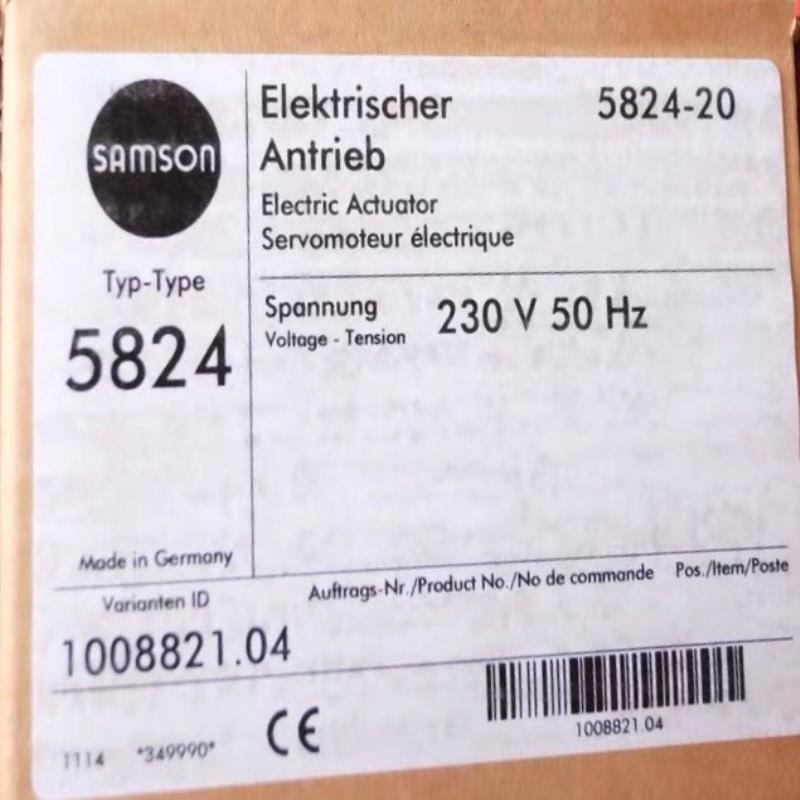 SAMSON
Typ-Type
5824
Made in Germany
Elektrischer 5824-20
Antrieb
Electric Actuator
Servomoteur électrique
Spannung 230 V 50 Hz
Voltage - Tension
Varianten ID
1008821.04
Auftrags-Nr./Product No./No de commande Pos./Item/Poste
1008821.04
1114 *349990* CE